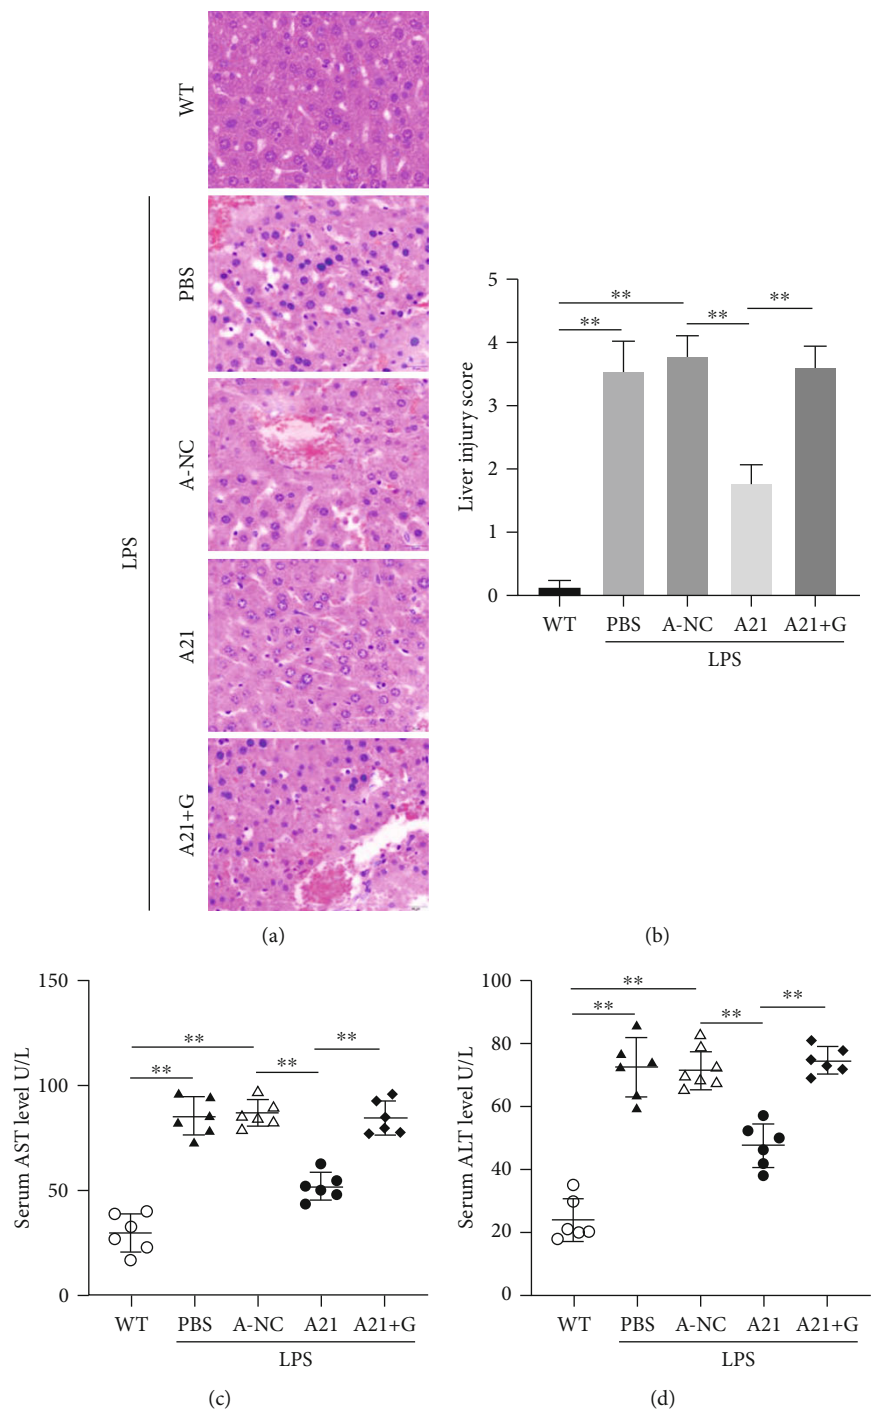 WT
PBS
A-NC
A21
A21+G
LPS
(a)
Liver injury score
5
4
3
2
1
0
** ** ** **
WT PBS A-NC A21 A21+G
LPS
(b)
Serum AST level U/L
150
100
50
0
** ** ** **
WT PBS A-NC A21 A21+G
LPS
(c)
Serum ALT level U/L
100
80
60
40
20
0
** ** ** **
WT PBS A-NC A21 A21+G
LPS
(d)